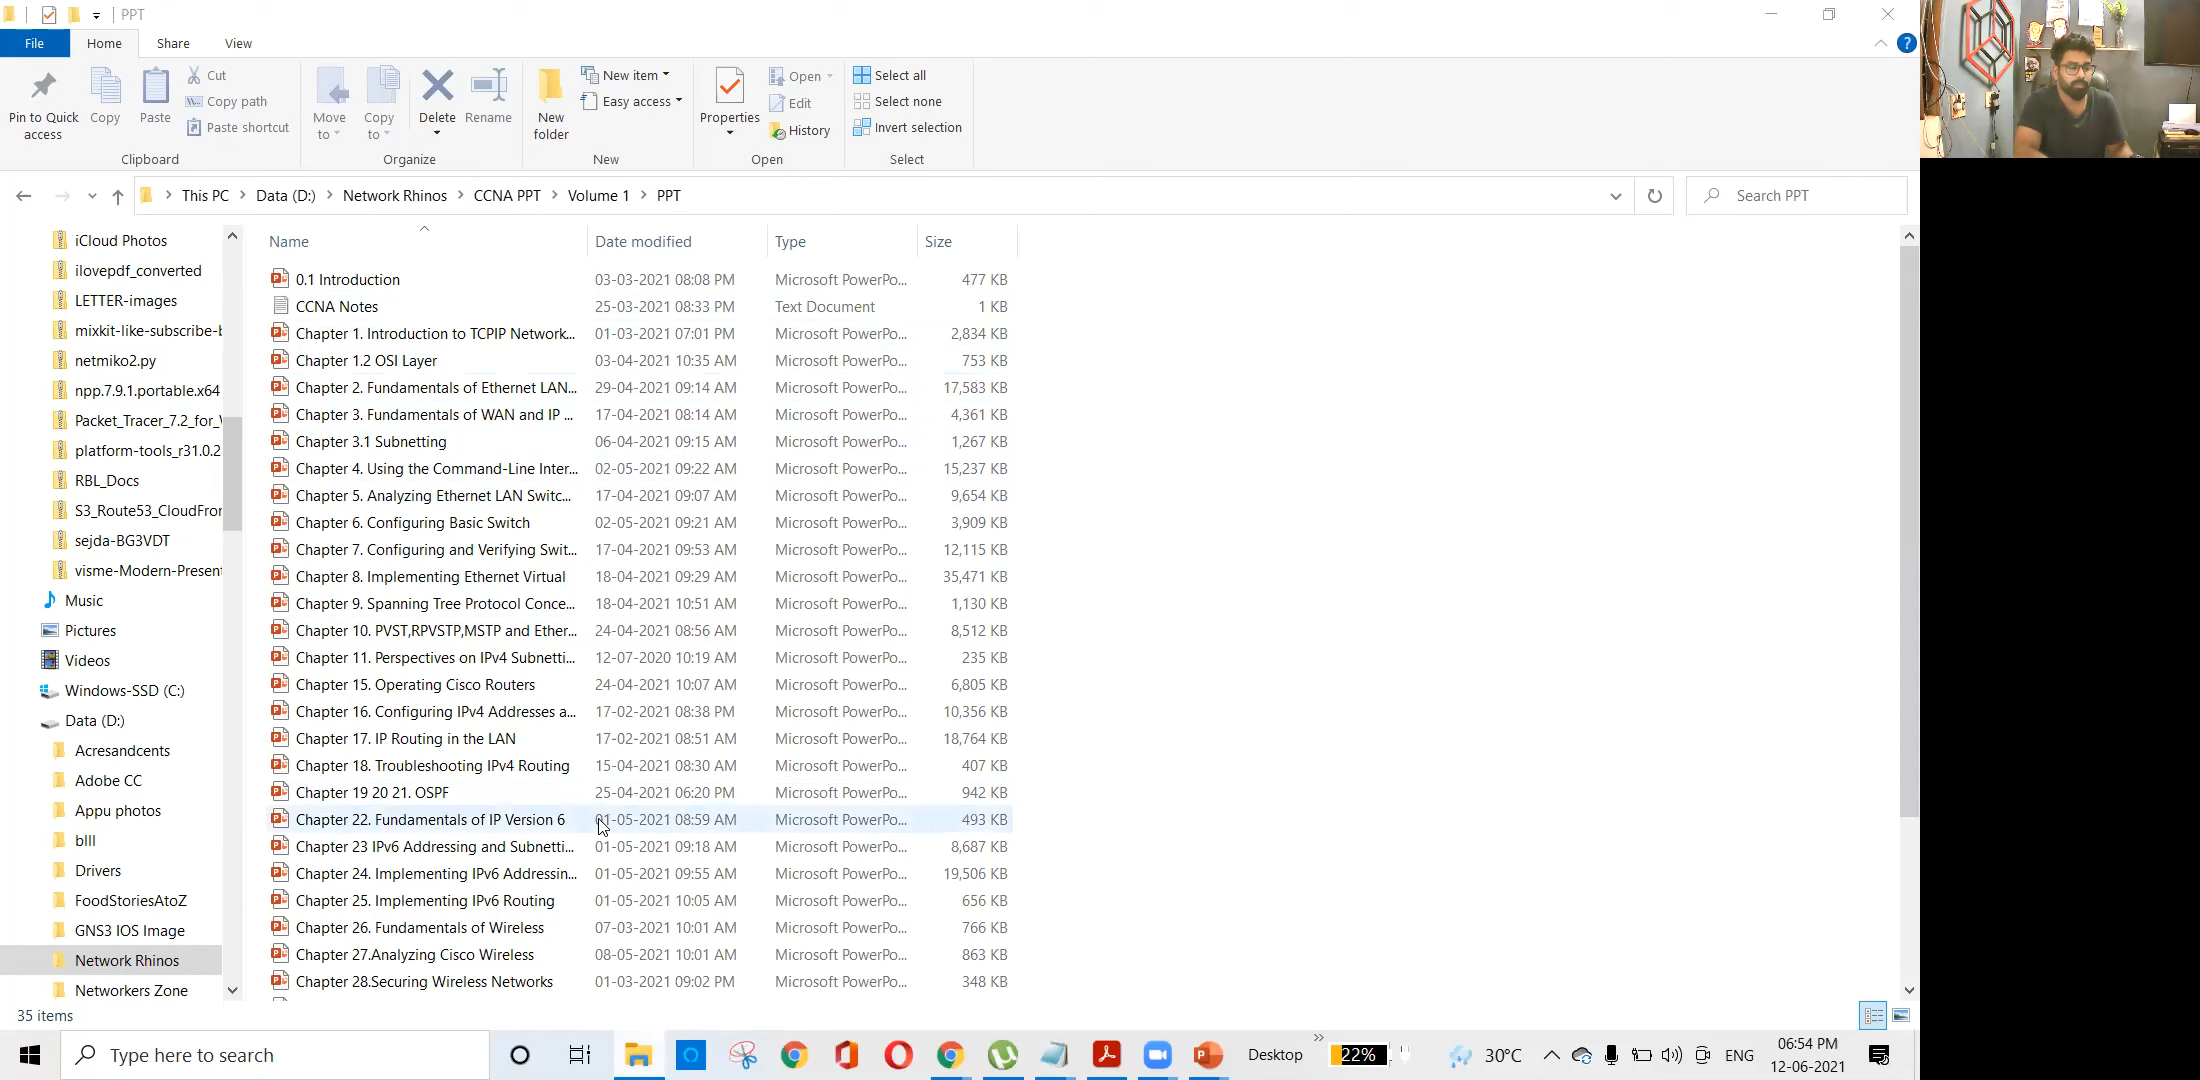 PPT
File Home Share View
Pin to Quick access
Copy
Paste
Cut
Copy path
Paste shortcut
Clipboard
Move to
Copy to
Delete
Rename
Organize
New folder
New item
Easy access
New
Properties
Open
Edit
History
Open
Select all
Select none
Invert selection
Select
This PC > Data (D:) > Network Rhinos > CCNA PPT > Volume 1 > PPT
Search PPT
iCloud Photos
ilovepdf_converted
LETTER-images
mixkit-like-subscribe-b
netmiko2.py
npp.7.9.1.portable.x64
Packet_Tracer_7.2_for_W
platform-tools_r31.0.2
RBL_Docs
S3_Route53_CloudFron
sejda-BG3VDT
visme-Modern-Present
Music
Pictures
Videos
Windows-SSD (C:)
Data (D:)
Acresandcents
Adobe CC
Appu photos
blll
Drivers
FoodStoriesAtoZ
GNS3 IOS Image
Network Rhinos
Networkers Zone
Name Date modified Type Size
0.1 Introduction 03-03-2021 08:08 PM Microsoft PowerPo... 477 KB
CCNA Notes 25-03-2021 08:33 PM Text Document 1 KB
Chapter 1. Introduction to TCPIP Network... 01-03-2021 07:01 PM Microsoft PowerPo... 2,834 KB
Chapter 1.2 OSI Layer 03-04-2021 10:35 AM Microsoft PowerPo... 753 KB
Chapter 2. Fundamentals of Ethernet LAN... 29-04-2021 09:14 AM Microsoft PowerPo... 17,583 KB
Chapter 3. Fundamentals of WAN and IP ... 17-04-2021 08:14 AM Microsoft PowerPo... 4,361 KB
Chapter 3.1 Subnetting 06-04-2021 09:15 AM Microsoft PowerPo... 1,267 KB
Chapter 4. Using the Command-Line Inter... 02-05-2021 09:22 AM Microsoft PowerPo... 15,237 KB
Chapter 5. Analyzing Ethernet LAN Switc... 17-04-2021 09:07 AM Microsoft PowerPo... 9,654 KB
Chapter 6. Configuring Basic Switch 02-05-2021 09:21 AM Microsoft PowerPo... 3,909 KB
Chapter 7. Configuring and Verifying Swit... 17-04-2021 09:53 AM Microsoft PowerPo... 12,115 KB
Chapter 8. Implementing Ethernet Virtual 18-04-2021 09:29 AM Microsoft PowerPo... 35,471 KB
Chapter 9. Spanning Tree Protocol Conce... 18-04-2021 10:51 AM Microsoft PowerPo... 1,130 KB
Chapter 10. PVST,RPVSTP,MSTP and Ether... 24-04-2021 08:56 AM Microsoft PowerPo... 8,512 KB
Chapter 11. Perspectives on IPv4 Subnetti... 12-07-2020 10:19 AM Microsoft PowerPo... 235 KB
Chapter 15. Operating Cisco Routers 24-04-2021 10:07 AM Microsoft PowerPo... 6,805 KB
Chapter 16. Configuring IPv4 Addresses a... 17-02-2021 08:38 PM Microsoft PowerPo... 10,356 KB
Chapter 17. IP Routing in the LAN 17-02-2021 08:51 AM Microsoft PowerPo... 18,764 KB
Chapter 18. Troubleshooting IPv4 Routing 15-04-2021 08:30 AM Microsoft PowerPo... 407 KB
Chapter 19 20 21. OSPF 25-04-2021 06:20 PM Microsoft PowerPo... 942 KB
Chapter 22. Fundamentals of IP Version 6 01-05-2021 08:59 AM Microsoft PowerPo... 493 KB
Chapter 23 IPv6 Addressing and Subnetti... 01-05-2021 09:18 AM Microsoft PowerPo... 8,687 KB
Chapter 24. Implementing IPv6 Addressin... 01-05-2021 09:55 AM Microsoft PowerPo... 19,506 KB
Chapter 25. Implementing IPv6 Routing 01-05-2021 10:05 AM Microsoft PowerPo... 656 KB
Chapter 26. Fundamentals of Wireless 07-03-2021 10:01 AM Microsoft PowerPo... 766 KB
Chapter 27.Analyzing Cisco Wireless 08-05-2021 10:01 AM Microsoft PowerPo... 863 KB
Chapter 28.Securing Wireless Networks 01-03-2021 09:02 PM Microsoft PowerPo... 348 KB
35 items
Type here to search
Desktop
22%
30°C
ENG
06:54 PM
12-06-2021